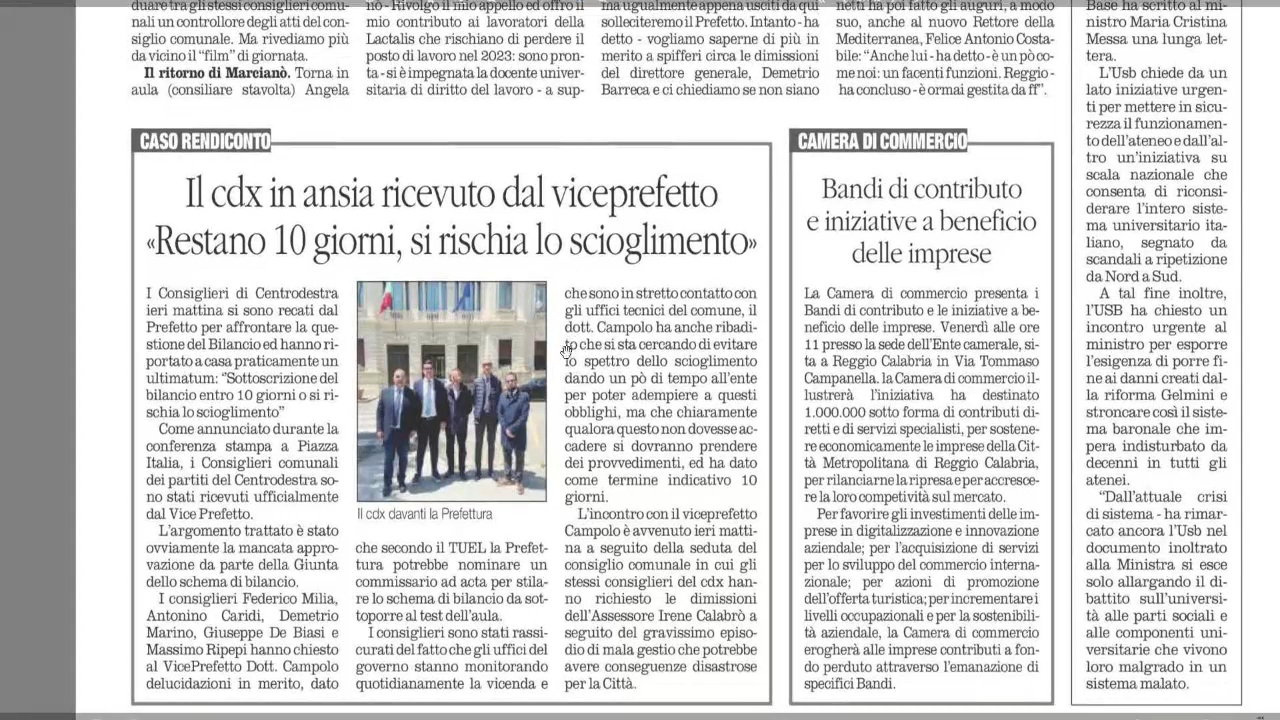 duare tra gli stessi consiglieri comu-
nali un controllore degli atti del con-
siglio comunale. Ma rivediamo più
da vicino il “film” di giornata.
Il ritorno di Marcianò. Torna in
aula (consiliare stavolta) Angela
no - Rivolgo il mio appello ed offro il
mio contributo ai lavoratori della
Lactalis che rischiano di perdere il
posto di lavoro nel 2023: sono pron-
ta - si è impegnata la docente univer-
sitaria di diritto del lavoro - a sup-
ma ugualmente appena usciti da qui
solleciteremo il Prefetto. Intanto - ha
detto - vogliamo saperne di più in
merito a spifferi circa le dimissioni
del direttore generale, Demetrio
Barreca e ci chiediamo se non siano
netti ha poi fatto gli auguri, a modo
suo, anche al nuovo Rettore della
Mediterranea, Felice Antonio Costa-
bile: “Anche lui - ha detto - è un pò co-
me noi: un facenti funzioni. Reggio -
ha concluso - è ormai gestita da ff”.
CASO RENDICONTO
Il cdx in ansia ricevuto dal viceprefetto
«Restano 10 giorni, si rischia lo scioglimento»
I Consiglieri di Centrodestra
ieri mattina si sono recati dal
Prefetto per affrontare la que-
stione del Bilancio ed hanno ri-
portato a casa praticamente un
ultimatum: “Sottoscrizione del
bilancio entro 10 giorni o si ri-
schia lo scioglimento”
Come annunciato durante la
conferenza stampa a Piazza
Italia, i Consiglieri comunali
dei partiti del Centrodestra so-
no stati ricevuti ufficialmente
dal Vice Prefetto.
L'argomento trattato è stato
ovviamente la mancata appro-
vazione da parte della Giunta
dello schema di bilancio.
I consiglieri Federico Milia,
Antonino Caridi, Demetrio
Marino, Giuseppe De Biasi e
Massimo Ripepi hanno chiesto
al VicePrefetto Dott. Campolo
delucidazioni in merito, dato
Il cdx davanti la Prefettura
che secondo il TUEL la Prefet-
tura potrebbe nominare un
commissario ad acta per stila-
re lo schema di bilancio da sot-
toporre al test dell'aula.
I consiglieri sono stati rassi-
curati del fatto che gli uffici del
governo stanno monitorando
quotidianamente la vicenda e
che sono in stretto contatto con
gli uffici tecnici del comune, il
dott. Campolo ha anche ribadi-
to che si sta cercando di evitare
lo spettro dello scioglimento
dando un pò di tempo all'ente
per poter adempiere a questi
obblighi, ma che chiaramente
qualora questo non dovesse ac-
cadere si dovranno prendere
dei provvedimenti, ed ha dato
come termine indicativo 10
giorni.
L'incontro con il viceprefetto
Campolo è avvenuto ieri matti-
na a seguito della seduta del
consiglio comunale in cui gli
stessi consiglieri del cdx han-
no richiesto le dimissioni
dell'Assessore Irene Calabrò a
seguito del gravissimo episo-
dio di mala gestio che potrebbe
avere conseguenze disastrose
per la Città.
CAMERA DI COMMERCIO
Bandi di contributo
e iniziative a beneficio
delle imprese
La Camera di commercio presenta i
Bandi di contributo e le iniziative a be-
neficio delle imprese. Venerdì alle ore
11 presso la sede dell'Ente camerale, si-
ta a Reggio Calabria in Via Tommaso
Campanella. la Camera di commercio il-
lustrerà l'iniziativa ha destinato
1.000.000 sotto forma di contributi di-
retti e di servizi specialisti, per sostene-
re economicamente le imprese della Cit-
tà Metropolitana di Reggio Calabria,
per rilanciarne la ripresa e per accresce-
re la loro competività sul mercato.
Per favorire gli investimenti delle im-
prese in digitalizzazione e innovazione
aziendale; per l'acquisizione di servizi
per lo sviluppo del commercio interna-
zionale; per azioni di promozione
dell'offerta turistica; per incrementare i
livelli occupazionali e per la sostenibili-
tà aziendale, la Camera di commercio
erogherà alle imprese contributi a fon-
do perduto attraverso l'emanazione di
specifici Bandi.
Base ha scritto al mi-
nistro Maria Cristina
Messa una lunga let-
tera.
L'Usb chiede da un
lato iniziative urgen-
ti per mettere in sicu-
rezza il funzionamen-
to dell'ateneo e dall'al-
tro un'iniziativa su
scala nazionale che
consenta di riconsi-
derare l'intero siste-
ma universitario ita-
liano, segnato da
scandali a ripetizione
da Nord a Sud.
A tal fine inoltre,
l'USB ha chiesto un
incontro urgente al
ministro per esporre
l'esigenza di porre fi-
ne ai danni creati dal-
la riforma Gelmini e
stroncare così il siste-
ma baronale che im-
pera indisturbato da
decenni in tutti gli
atenei.
“Dall'attuale crisi
di sistema - ha rimar-
cato ancora l'Usb nel
documento inoltrato
alla Ministra si esce
solo allargando il di-
battito sull'universi-
tà alle parti sociali e
alle componenti uni-
versitarie che vivono
loro malgrado in un
sistema malato.